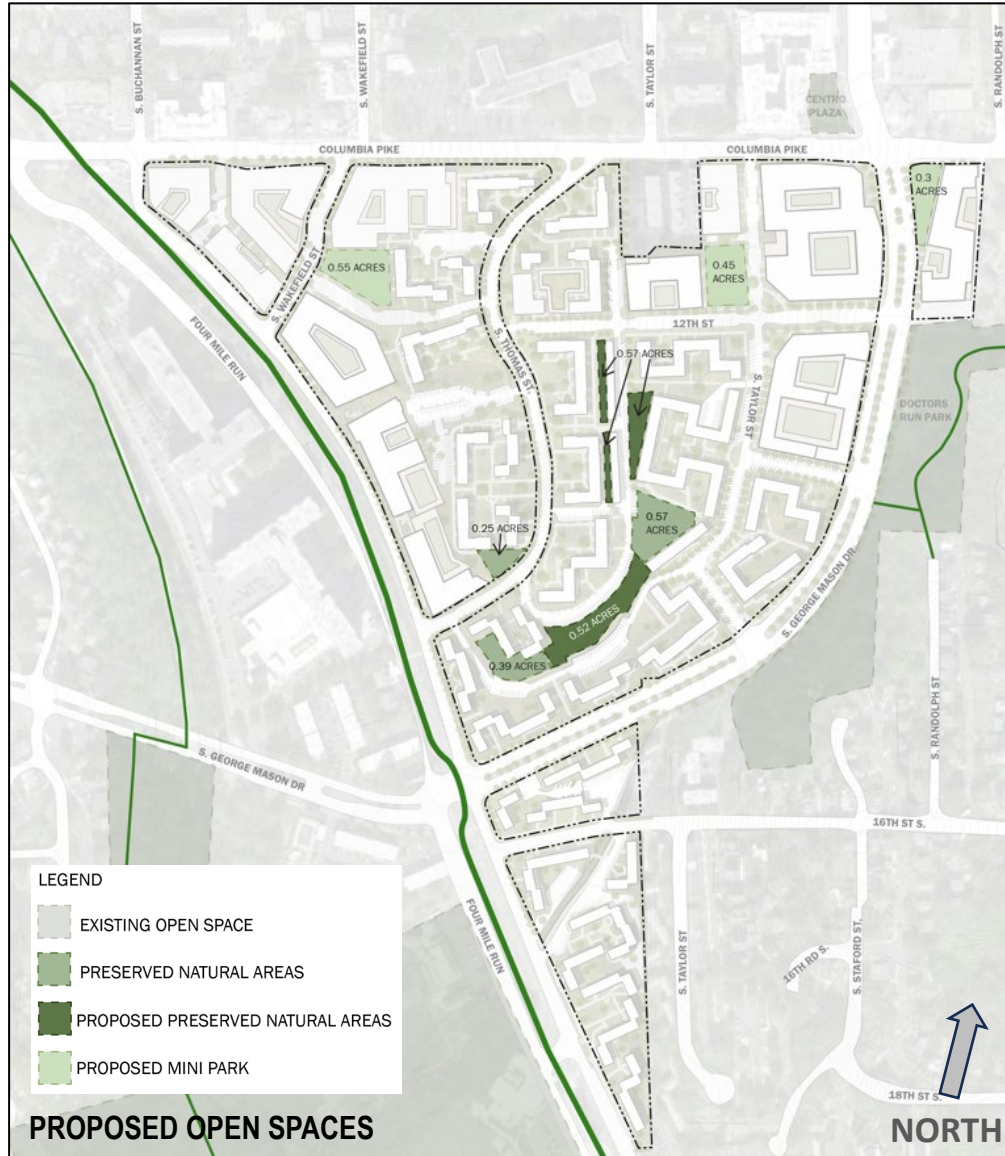 S. BUCHANNAN ST
S. WAKEFIELD ST
S. TAYLOR ST
S. RANDOLPH ST
CENTRO
PLAZA
COLUMBIA PIKE
COLUMBIA PIKE
0.3
ACRES
0.55 ACRES
0.45
ACRES
S. WAKEFIELD ST
FOUR MILE RUN
S. THOMAS ST.
12TH ST
0.57 ACRES
S. TAYLOR ST
DOCTORS
RUN PARK
0.57
ACRES
0.25 ACRES
0.52 ACRES
0.39 ACRES
S. GEORGE MASON DR
S. RANDOLPH ST
S. GEORGE MASON DR
16TH ST S.
FOUR MILE RUN
S. TAYLOR ST
16TH RD S.
S. STAFORD ST.
18TH ST S.
LEGEND
EXISTING OPEN SPACE
PRESERVED NATURAL AREAS
PROPOSED PRESERVED NATURAL AREAS
PROPOSED MINI PARK
PROPOSED OPEN SPACES
NORTH